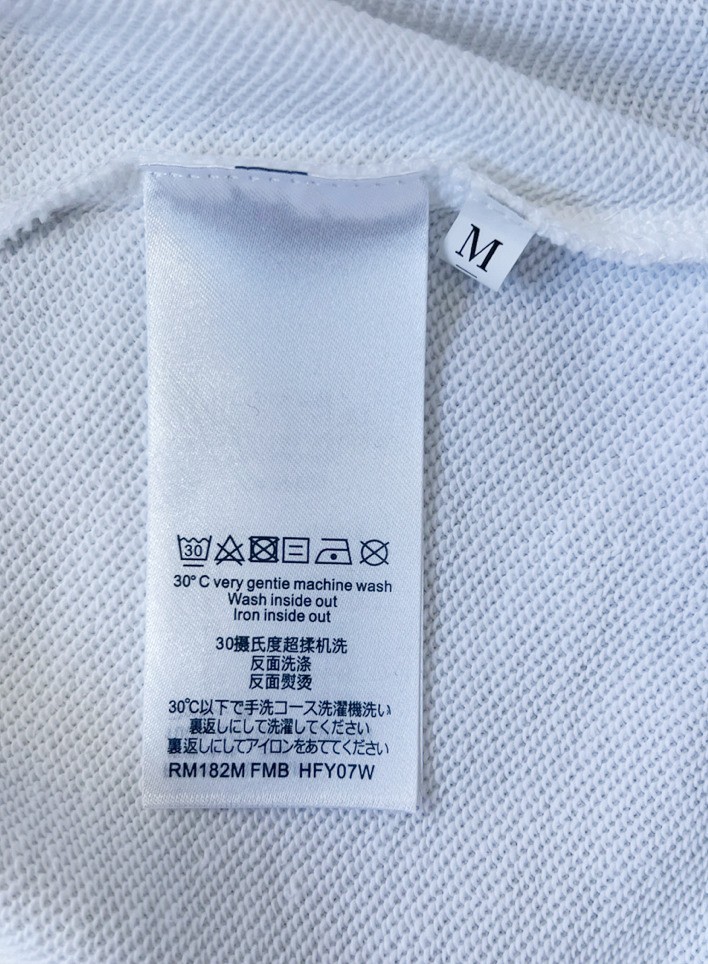 M
30
30°C very gentie machine wash
Wash inside out
Iron inside out
30摄氏度超揉机洗
反面洗涤
反面熨烫
30℃以下で手洗コース洗濯機洗い
裏返しにして洗濯してください
裏返しにしてアイロンをあててください
RM182M FMB HFY07W